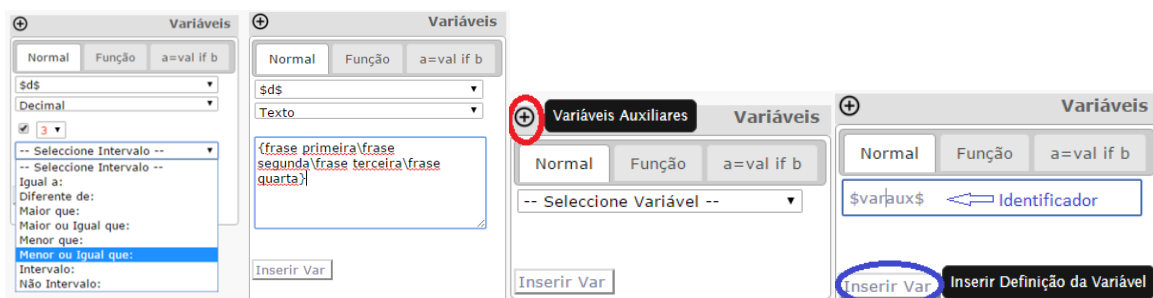 Variáveis
Normal Função a=val if b
$d$
Decimal
3
-- Seleccione Intervalo --
-- Seleccione Intervalo --
Igual a:
Diferente de:
Maior que:
Maior ou Igual que:
Menor que:
Menor ou Igual que:
Intervalo:
Não Intervalo:
Variáveis
Normal Função a=val if b
$d$
Texto
{frase primeira\frase
segunda\frase terceira\frase
quarta}
Inserir Var
Variáveis Auxiliares Variáveis
Normal Função a=val if b
-- Seleccione Variável --
Inserir Var
Variáveis
Normal Função a=val if b
$varaux$ Identificador
Inserir Var Inserir Definição da Variável